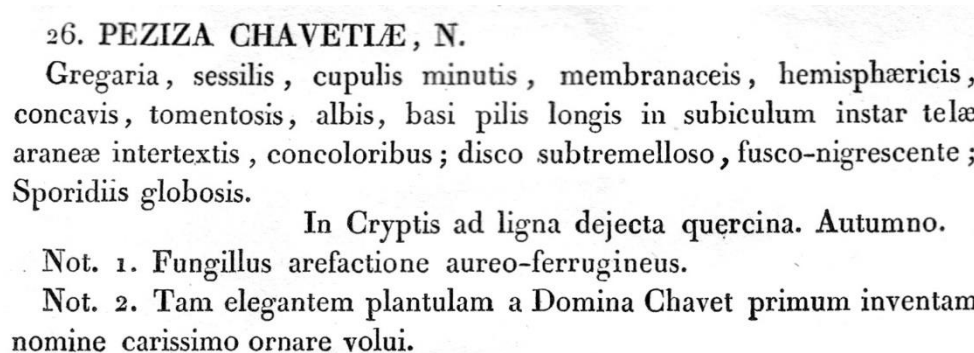 26. PEZIZA CHAVETIÆ, N.
Gregaria, sessilis, cupulis minutis, membranaceis, hemisphæricis,
concavis, tomentosis, albis, basi pilis longis in subiculum instar telæ
araneæ intertextis, concoloribus; disco subtremelloso, fusco-nigrescente;
Sporidiis globosis.
In Cryptis ad ligna dejecta quercina. Autumno.
Not. 1. Fungillus arefactione aureo-ferrugineus.
Not. 2. Tam elegantem plantulam a Domina Chavet primum inventam
nomine carissimo ornare volui.